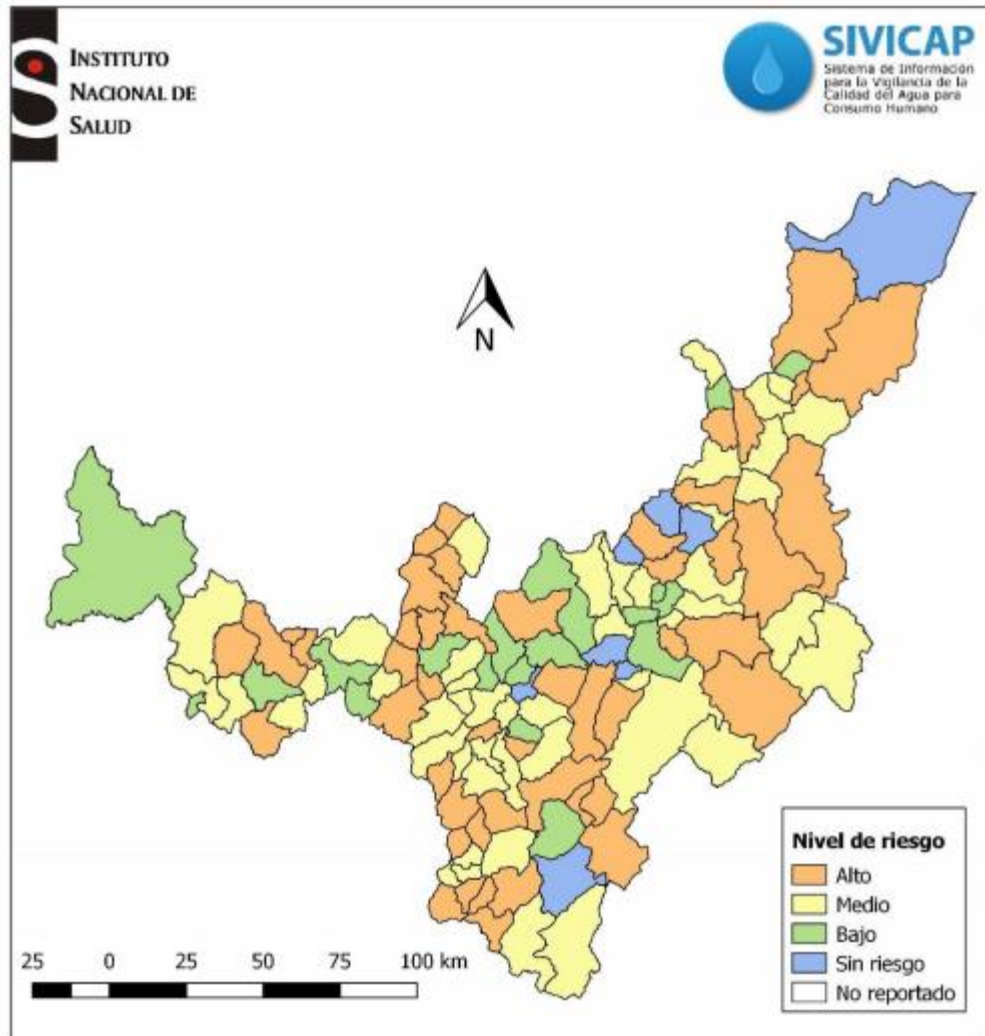 INSTITUTO
NACIONAL DE
SALUD
SIVICAP
Sistema de Información
para la Vigilancia de la
Calidad del Agua para
Consumo Humano
N
Nivel de riesgo
Alto
Medio
Bajo
Sin riesgo
No reportado
25 0 25 50 75 100 km